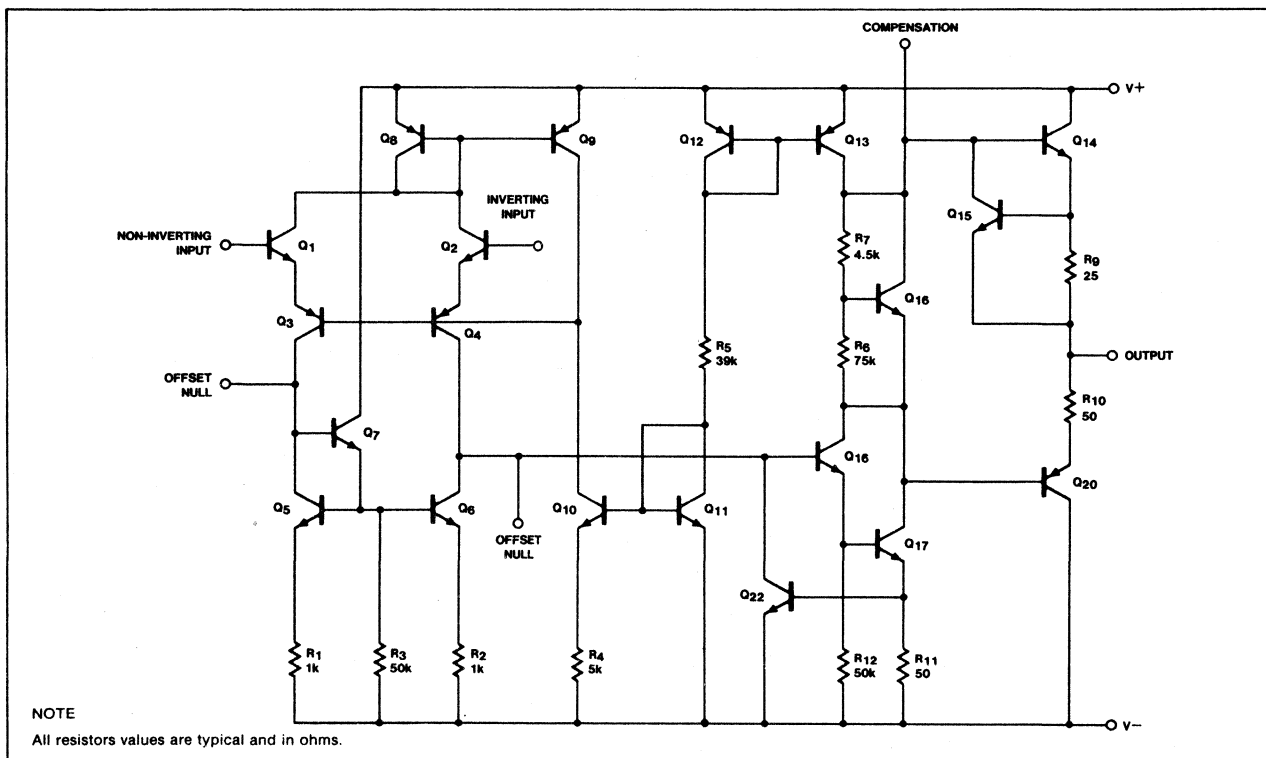 COMPENSATION
V+
Q8
Q9
Q12
Q13
Q14
INVERTING
INPUT
Q15
NON-INVERTING
INPUT
Q1
Q2
R7
4.5k
R9
25
Q16
Q3
Q4
R5
39k
R6
75k
OUTPUT
OFFSET
NULL
R10
50
Q7
Q16
Q20
Q5
Q6
Q10
Q11
OFFSET
NULL
Q17
Q22
R1
1k
R3
50k
R2
1k
R4
5k
R12
50k
R11
50
V−
NOTE
All resistors values are typical and in ohms.